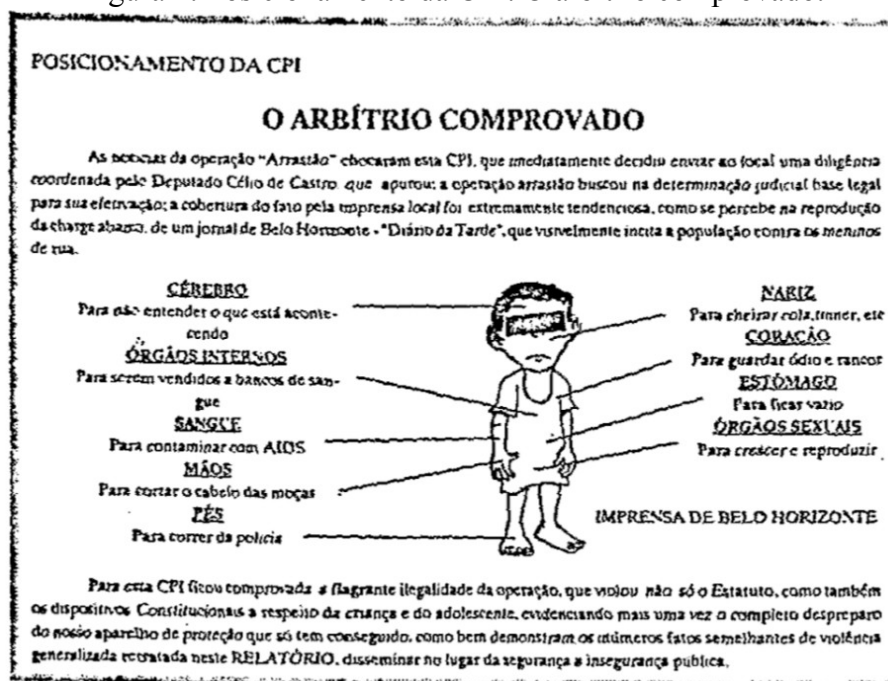 POSICIONAMENTO DA CPI
O ARBÍTRIO COMPROVADO
As notícias da operação “Arrastão” chocaram esta CPI, que imediatamente decidiu enviar ao local uma diligência
coordenada pelo Deputado Célio de Castro, que apurou: a operação arrastão buscou na determinação judicial base legal
para sua efetivação; a cobertura do fato pela imprensa local foi extremamente tendenciosa, como se percebe na reprodução
da charge abaixo, de um jornal de Belo Horizonte - "Diário da Tarde", que visivelmente incita a população contra os meninos
de rua.
CÉREBRO
Para não entender o que está aconte-
cendo
ÓRGÃOS INTERNOS
Para serem vendidos a bancos de san-
gue
SANGUE
Para contaminar com AIDS
MÃOS
Para cortar o cabelo das moças
PÉS
Para correr da polícia
NARIZ
Para cheirar cola, tinner, etc
CORAÇÃO
Para guardar ódio e rancor
ESTÔMAGO
Para ficar vazio
ÓRGÃOS SEXUAIS
Para crescer e reproduzir
IMPRENSA DE BELO HORIZONTE
Para esta CPI ficou comprovada a flagrante ilegalidade da operação, que violou não só o Estatuto, como também
os dispositivos Constitucionais a respeito da criança e do adolescente, evidenciando mais uma vez o completo despreparo
do nosso aparelho de proteção que só tem conseguido, como bem demonstram os inúmeros fatos semelhantes de violência
generalizada retratada neste RELATÓRIO, disseminar no lugar da segurança a insegurança pública.